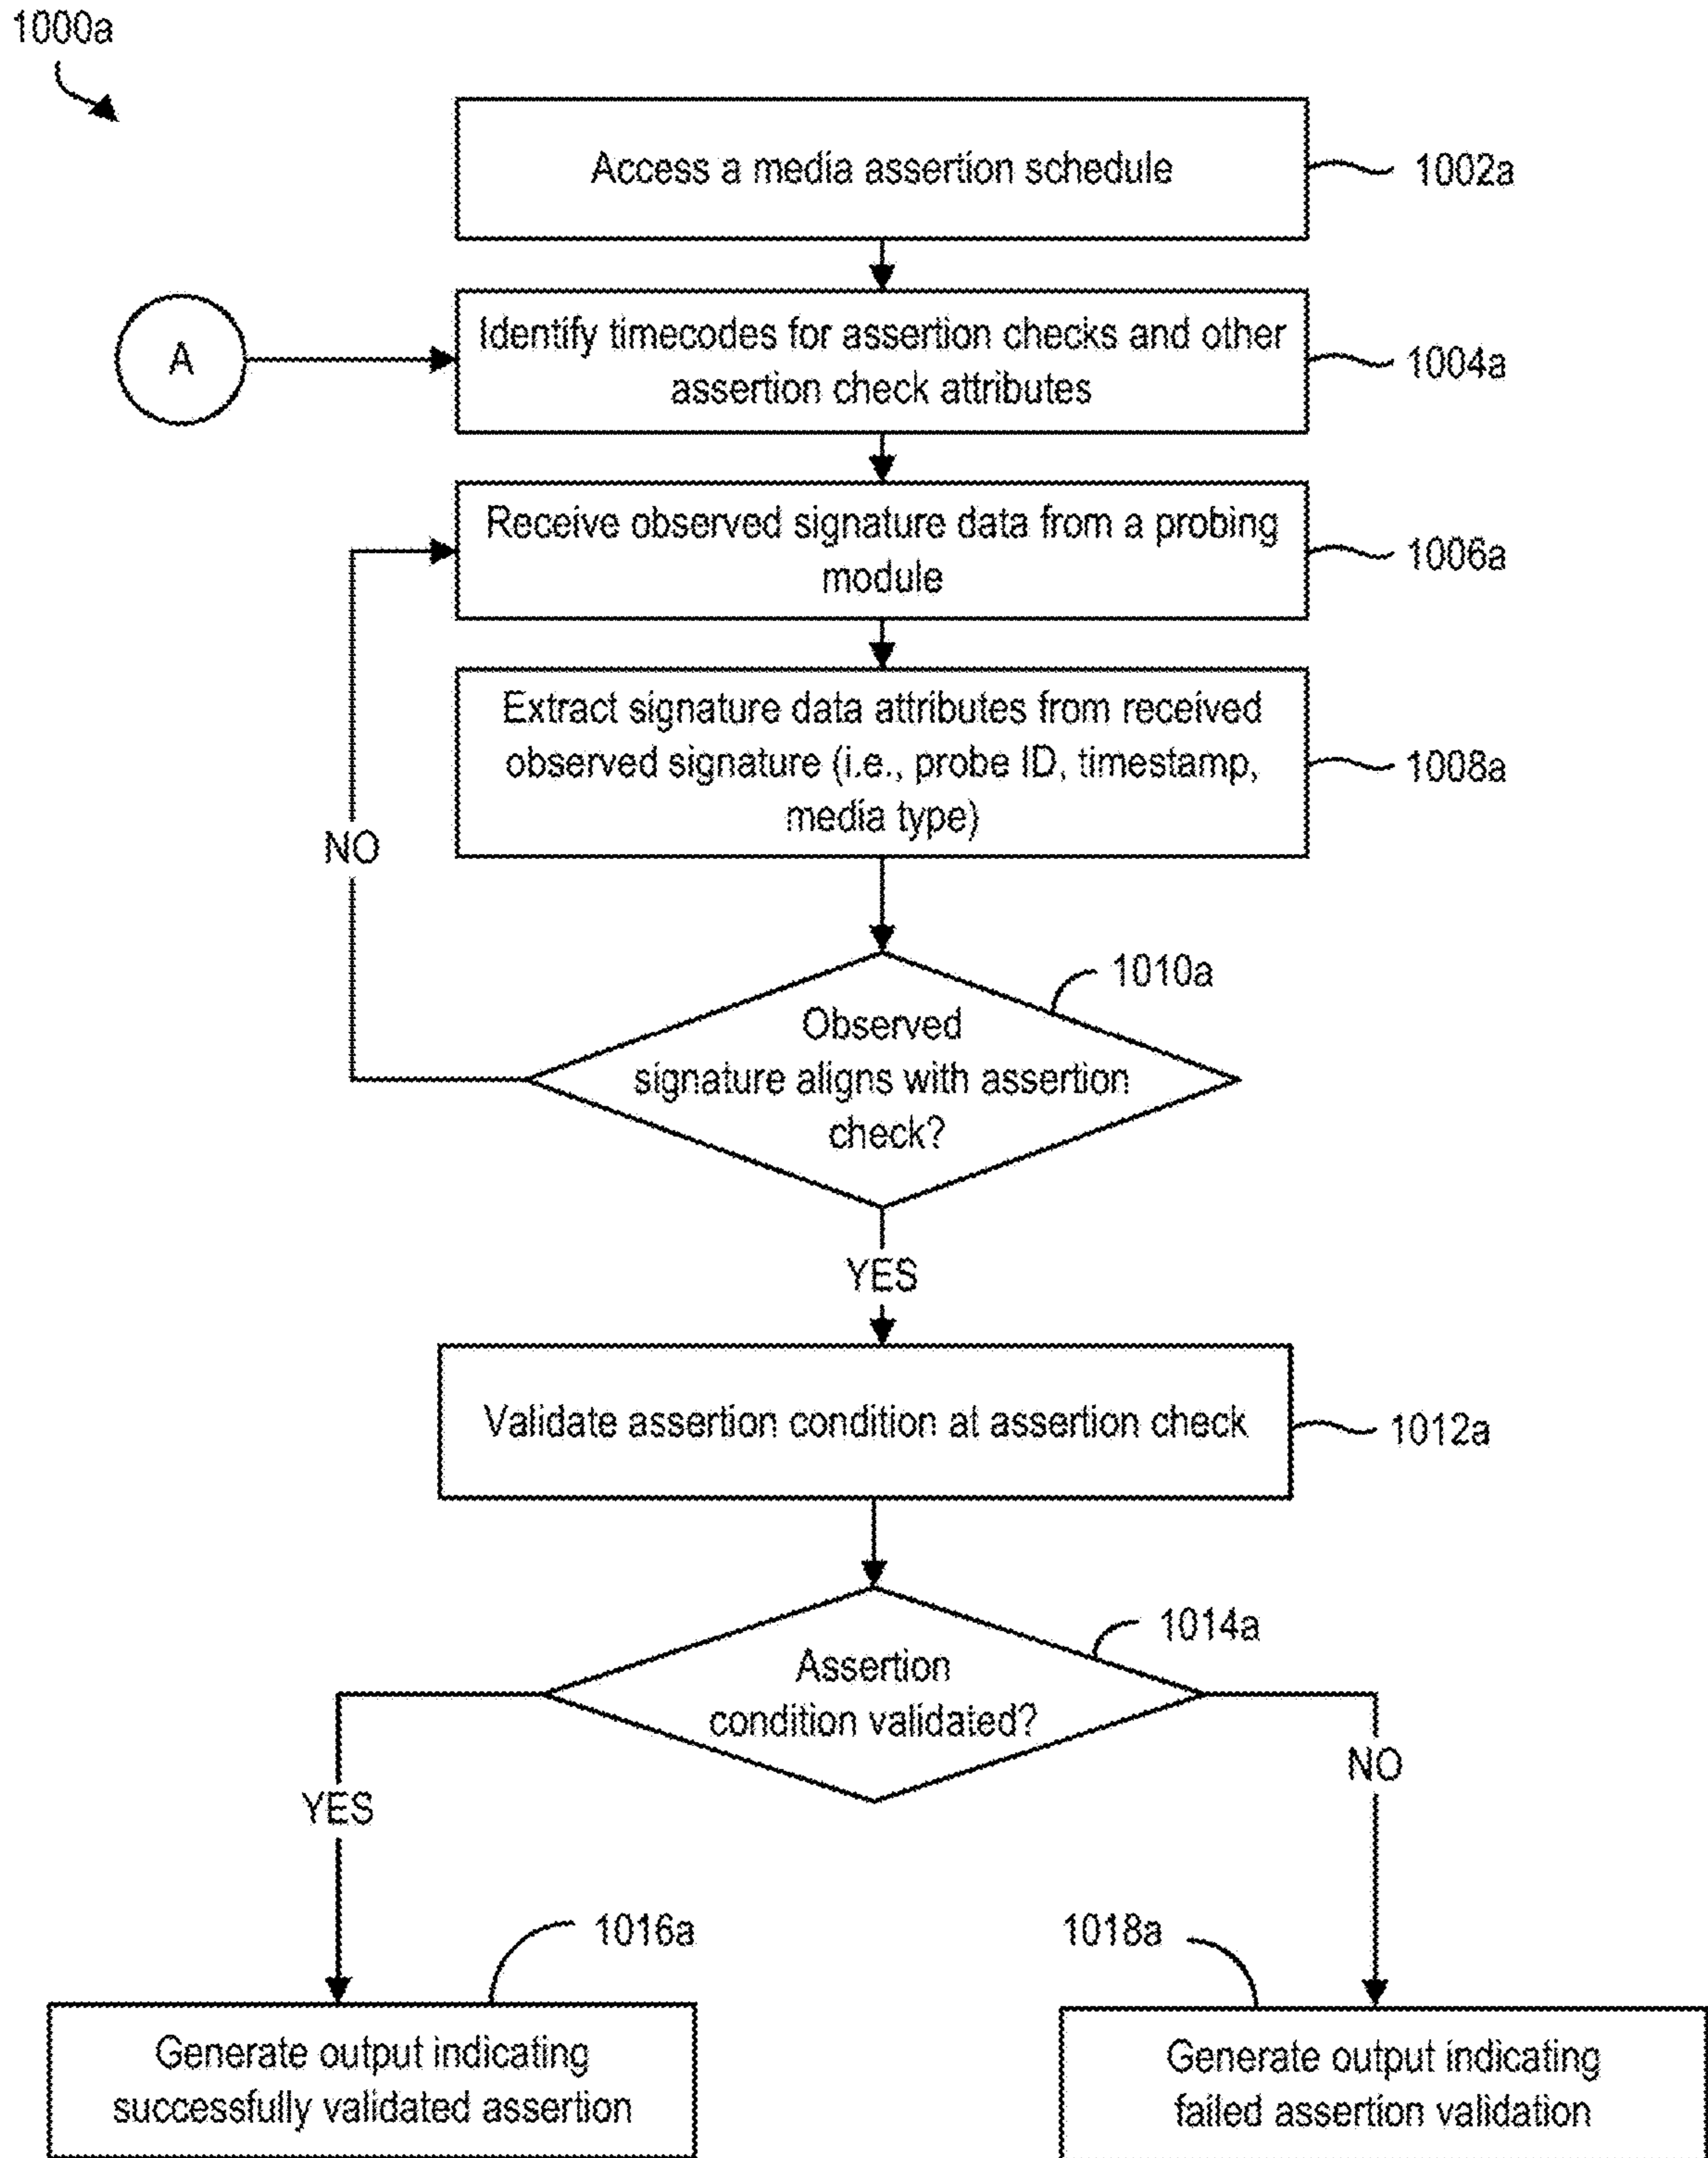 1000a
Access a media assertion schedule
1002a
A
Identify timecodes for assertion checks and other
assertion check attributes
1004a
Receive observed signature data from a probing
module
1006a
Extract signature data attributes from received
observed signature (i.e., probe ID, timestamp,
media type)
1008a
NO
1010a
Observed
signature aligns with assertion
check?
YES
Validate assertion condition at assertion check
1012a
1014a
Assertion
condition validated?
YES
NO
1016a
1018a
Generate output indicating
successfully validated assertion
Generate output indicating
failed assertion validation